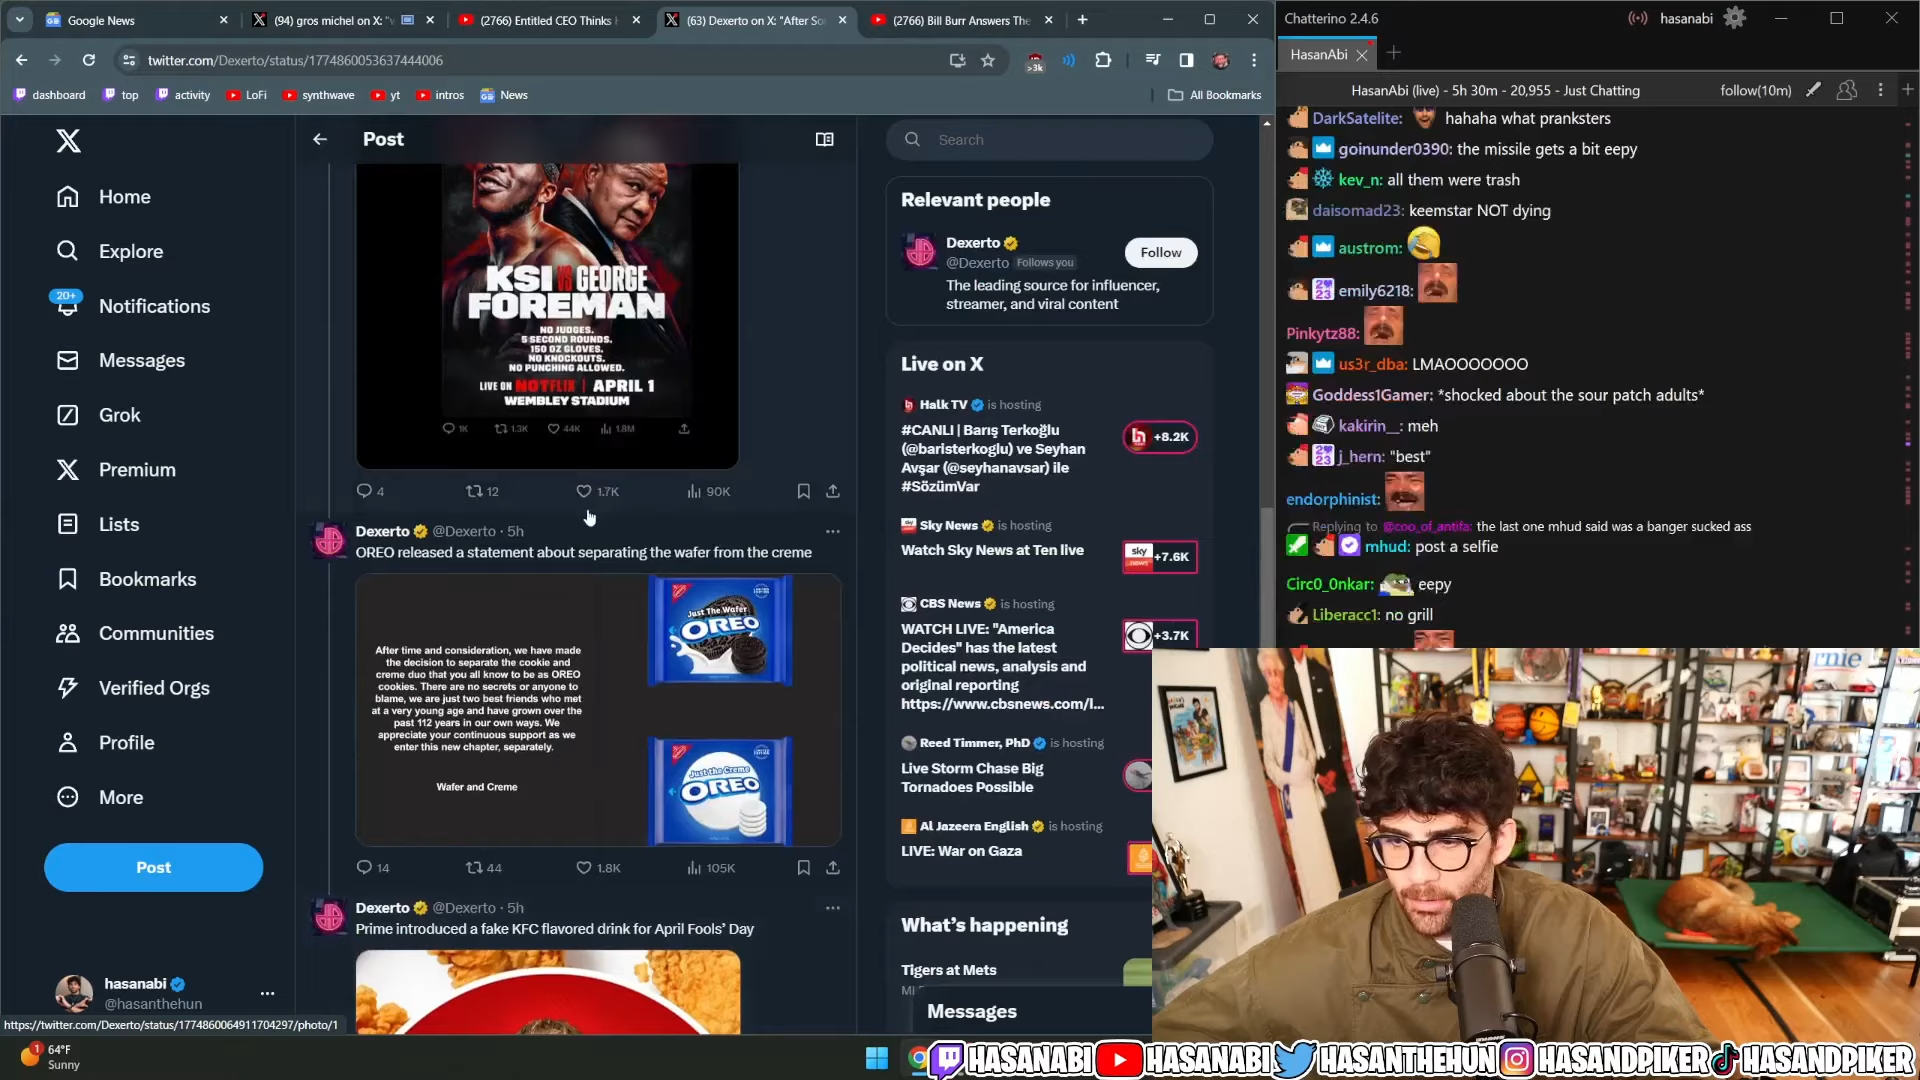 Google News
(94) gros michel on X: "v
(2766) Entitled CEO Thinks
(63) Dexerto on X: "After So
(2766) Bill Burr Answers The
twitter.com/Dexerto/status/1774860053637444006
>3k
dashboard
top
activity
LoFi
synthwave
yt
intros
News
All Bookmarks
Home
Explore
20+
Notifications
Messages
Grok
Premium
Lists
Bookmarks
Communities
Verified Orgs
Profile
More
Post
hasanabi
@hasanthehun
https://twitter.com/Dexerto/status/1774860064911704297/photo/1
Post
KSI VS GEORGE
FOREMAN
NO JUDGES.
5 SECOND ROUNDS.
150 OZ GLOVES.
NO KNOCKOUTS.
NO PUNCHING ALLOWED.
LIVE ON NOTFLIX | APRIL 1
WEMBLEY STADIUM
1K 1.3K 44K 1.8M
4 12 1.7K 90K
Dexerto @Dexerto · 5h
OREO released a statement about separating the wafer from the creme
After time and consideration, we have made
the decision to separate the cookie and
creme duo that you all know to be as OREO
cookies. There are no secrets or anyone to
blame, we are just two best friends who met
at a very young age and have grown over the
past 112 years in our own ways. We
appreciate your continuous support as we
enter this new chapter, separately.
Wafer and Creme
Just The Wafer
OREO
Just the Creme
OREO
14 44 1.8K 105K
Dexerto @Dexerto · 5h
Prime introduced a fake KFC flavored drink for April Fools' Day
Search
Relevant people
Dexerto
@Dexerto Follows you
Follow
The leading source for influencer,
streamer, and viral content
Live on X
Halk TV is hosting
#CANLI | Barış Terkoğlu
(@baristerkoglu) ve Seyhan
Avşar (@seyhanavsar) ile
#SözümVar
+8.2K
Sky News is hosting
Watch Sky News at Ten live
sky news +7.6K
CBS News is hosting
WATCH LIVE: "America
Decides" has the latest
political news, analysis and
original reporting
https://www.cbsnews.com/l...
+3.7K
Reed Timmer, PhD is hosting
Live Storm Chase Big
Tornadoes Possible
Al Jazeera English is hosting
LIVE: War on Gaza
What's happening
Tigers at Mets
Messages
Chatterino 2.4.6
hasanabi
HasanAbi
HasanAbi (live) - 5h 30m - 20,955 - Just Chatting
follow(10m)
DarkSatelite: hahaha what pranksters
goinunder0390: the missile gets a bit eepy
kev_n: all them were trash
daisomad23: keemstar NOT dying
austrom:
emily6218:
Pinkytz88:
us3r_dba: LMAOOOOOOO
Goddess1Gamer: *shocked about the sour patch adults*
kakirin__: meh
j_hern: "best"
endorphinist:
Replying to @coo_of_antifa: the last one mhud said was a banger sucked ass
mhud: post a selfie
Circ0_0nkar: eepy
Liberacc1: no grill
rnie
1
64°F
Sunny
HASANABI HASANABI HASANTHEHUN HASANDPIKER HASANDPIKER